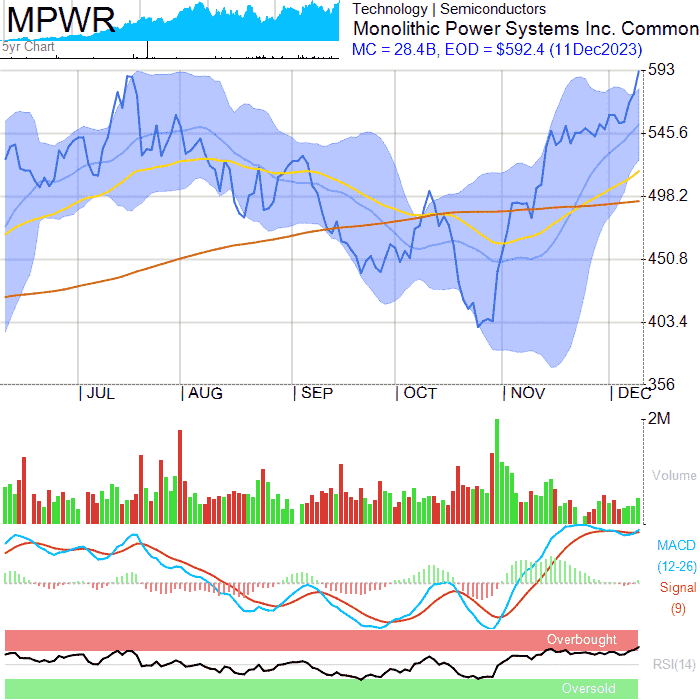 MPWR
5yr Chart
Technology | Semiconductors
Monolithic Power Systems Inc. Common
MC = 28.4B, EOD = $592.4 (11Dec2023)
593
545.6
498.2
450.8
403.4
356
| JUL | AUG | SEP | OCT | NOV | DEC
2M
Volume
MACD
(12-26)
Signal
(9)
Overbought
RSI(14)
Oversold